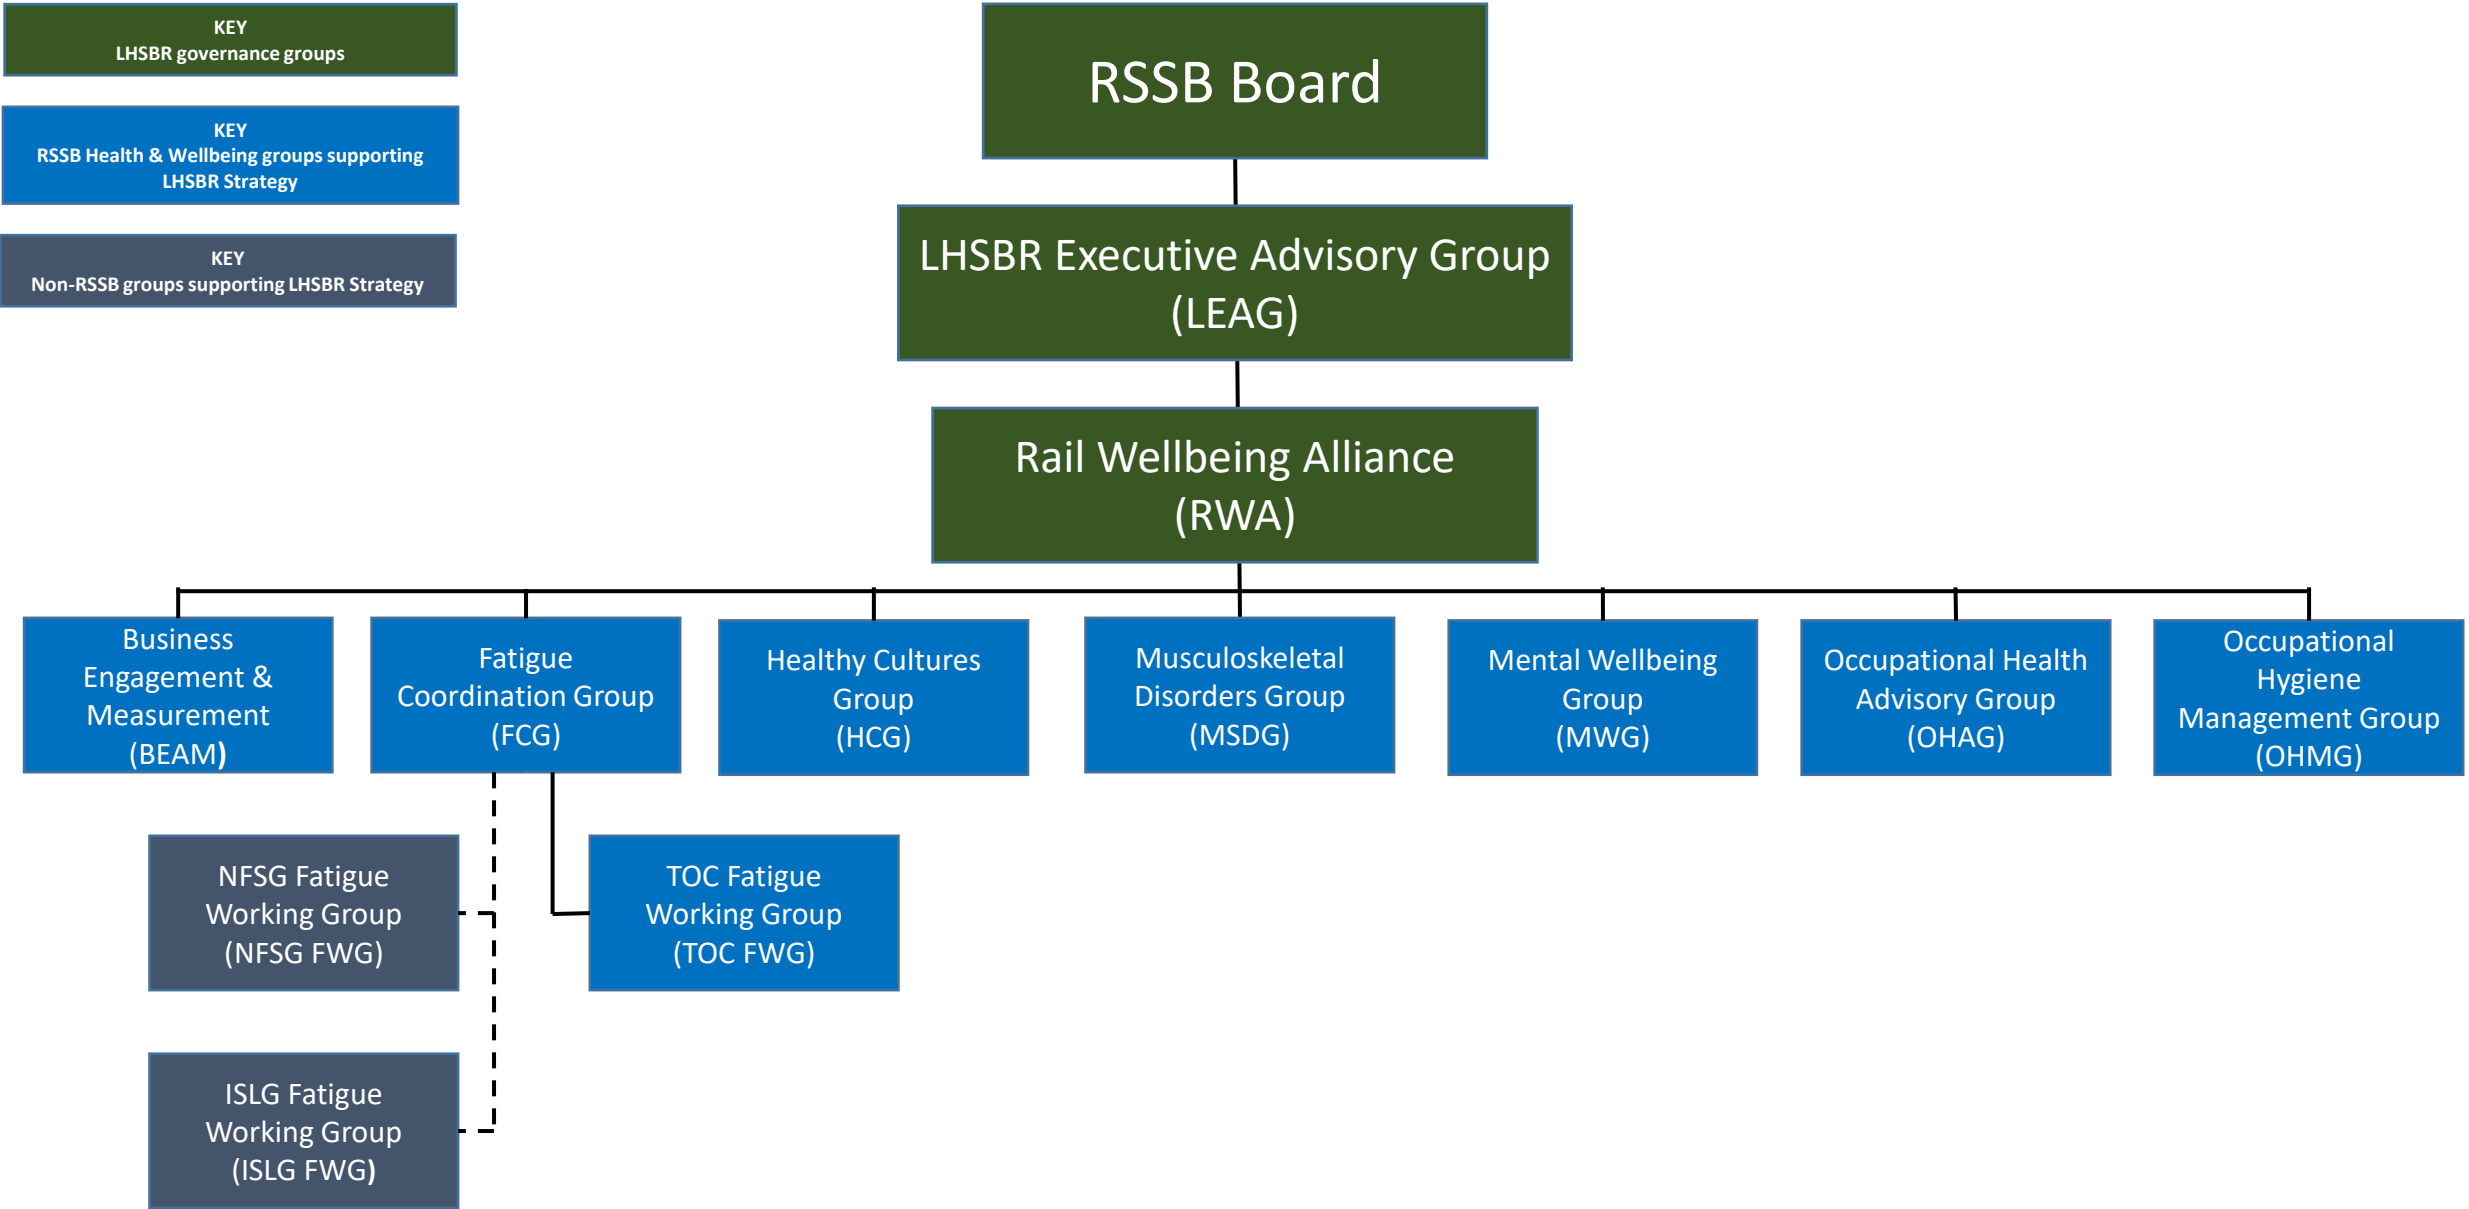 KEY
LHSBR governance groups
KEY
RSSB Health & Wellbeing groups supporting
LHSBR Strategy
KEY
Non-RSSB groups supporting LHSBR Strategy
RSSB Board
LHSBR Executive Advisory Group
(LEAG)
Rail Wellbeing Alliance
(RWA)
Business
Engagement &
Measurement
(BEAM)
Fatigue
Coordination Group
(FCG)
Healthy Cultures
Group
(HCG)
Musculoskeletal
Disorders Group
(MSDG)
Mental Wellbeing
Group
(MWG)
Occupational Health
Advisory Group
(OHAG)
Occupational
Hygiene
Management Group
(OHMG)
NFSG Fatigue
Working Group
(NFSG FWG)
TOC Fatigue
Working Group
(TOC FWG)
ISLG Fatigue
Working Group
(ISLG FWG)